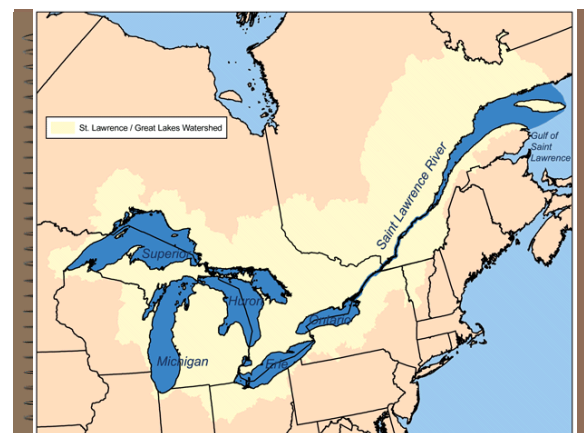 St. Lawrence / Great Lakes Watershed
Gulf of
Saint
Lawrence
Saint Lawrence River
Superior
Huron
Ontario
Michigan
Erie